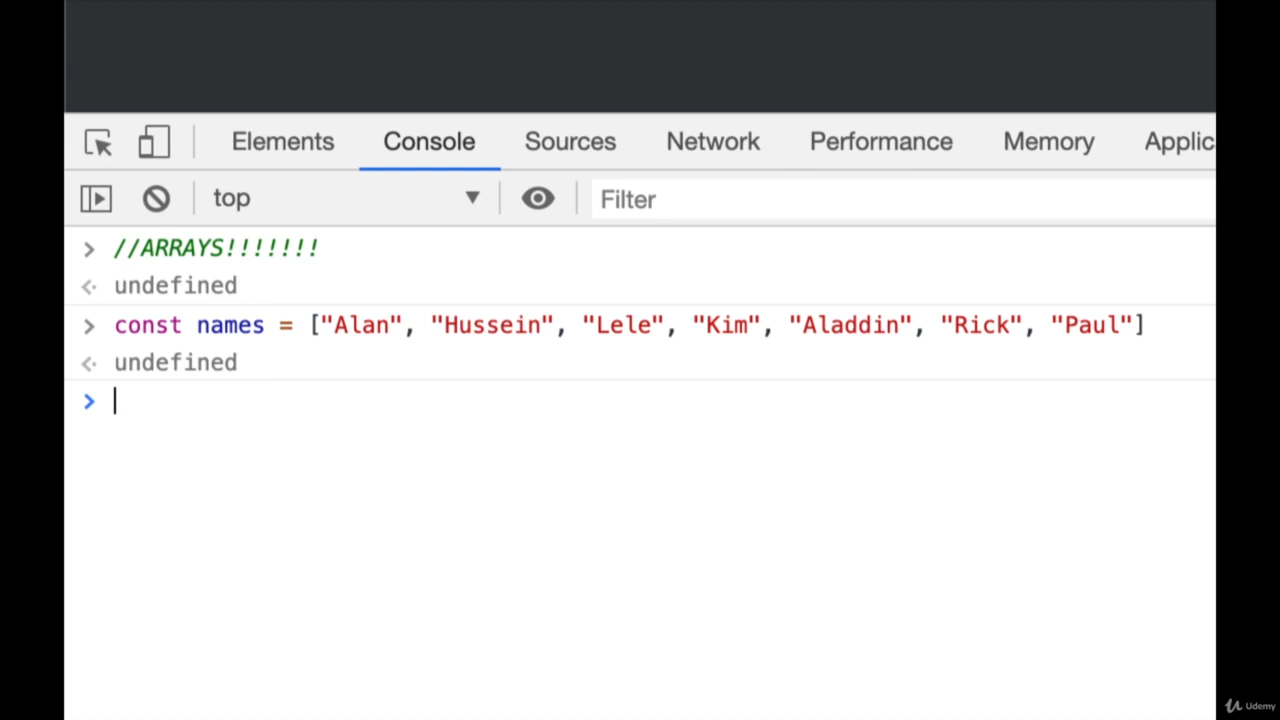 Elements Console Sources Network Performance Memory Applic
top Filter
//ARRAYS!!!!!!!
undefined
const names = ["Alan", "Hussein", "Lele", "Kim", "Aladdin", "Rick", "Paul"]
undefined
Udemy